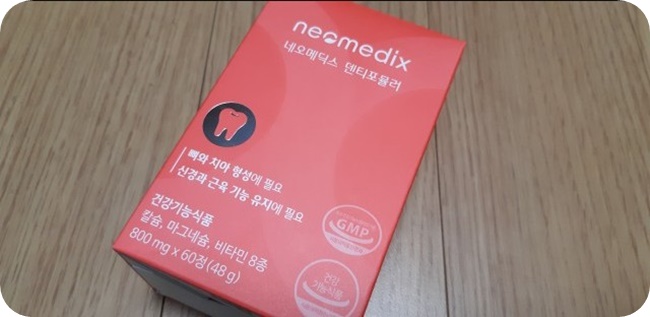 neomedix
네오메딕스 덴티포뮬러
뼈와 치아 형성에 필요
신경과 근육 기능 유지에 필요
건강기능식품
칼슘, 마그네슘, 비타민 8종
800 mg x 60정(48 g)
GMP
건강
기능식품